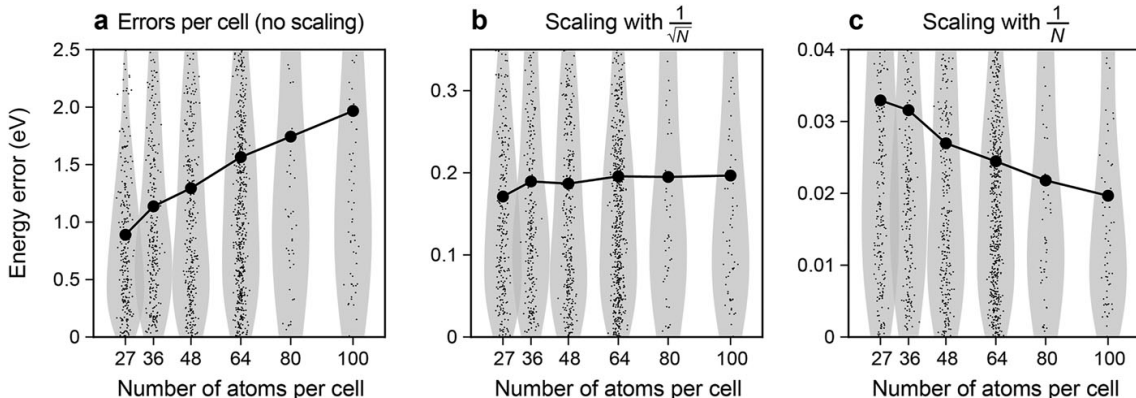 a Errors per cell (no scaling)
2.5
2.0
1.5
1.0
0.5
0
Energy error (eV)
27 36 48 64 80 100
Number of atoms per cell
b Scaling with 1/√N
0.3
0.2
0.1
0
27 36 48 64 80 100
Number of atoms per cell
c Scaling with 1/N
0.04
0.03
0.02
0.01
0
27 36 48 64 80 100
Number of atoms per cell